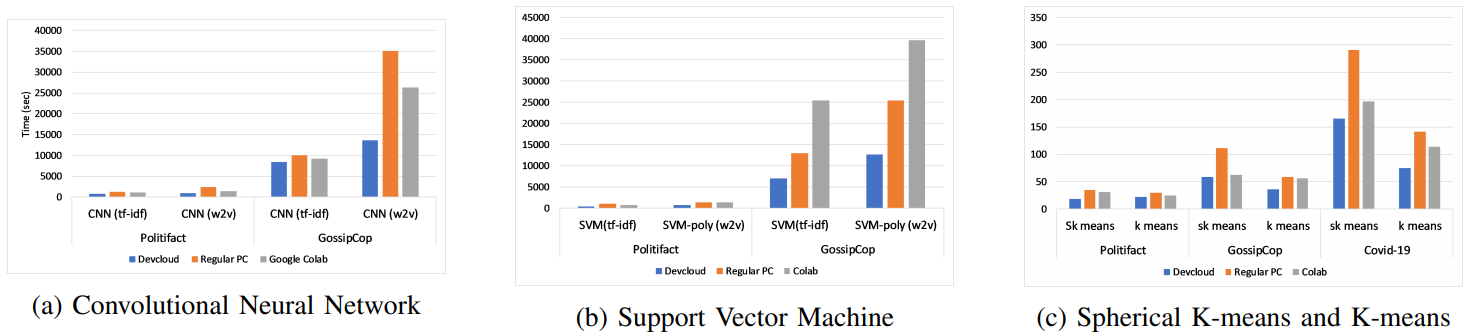 40000
35000
30000
25000
20000
15000
10000
5000
0
Time (sec)
CNN (tf-idf) CNN (w2v) CNN (tf-idf) CNN (w2v)
Politifact GossipCop
Devcloud Regular PC Google Colab
(a) Convolutional Neural Network
45000
40000
35000
30000
25000
20000
15000
10000
5000
0
SVM(tf-idf) SVM-poly (w2v) SVM(tf-idf) SVM-poly (w2v)
Politifact GossipCop
Devcloud Regular PC Colab
(b) Support Vector Machine
350
300
250
200
150
100
50
0
Sk means k means sk means k means sk means k means
Politifact GossipCop Covid-19
Devcloud Regular PC Colab
(c) Spherical K-means and K-means